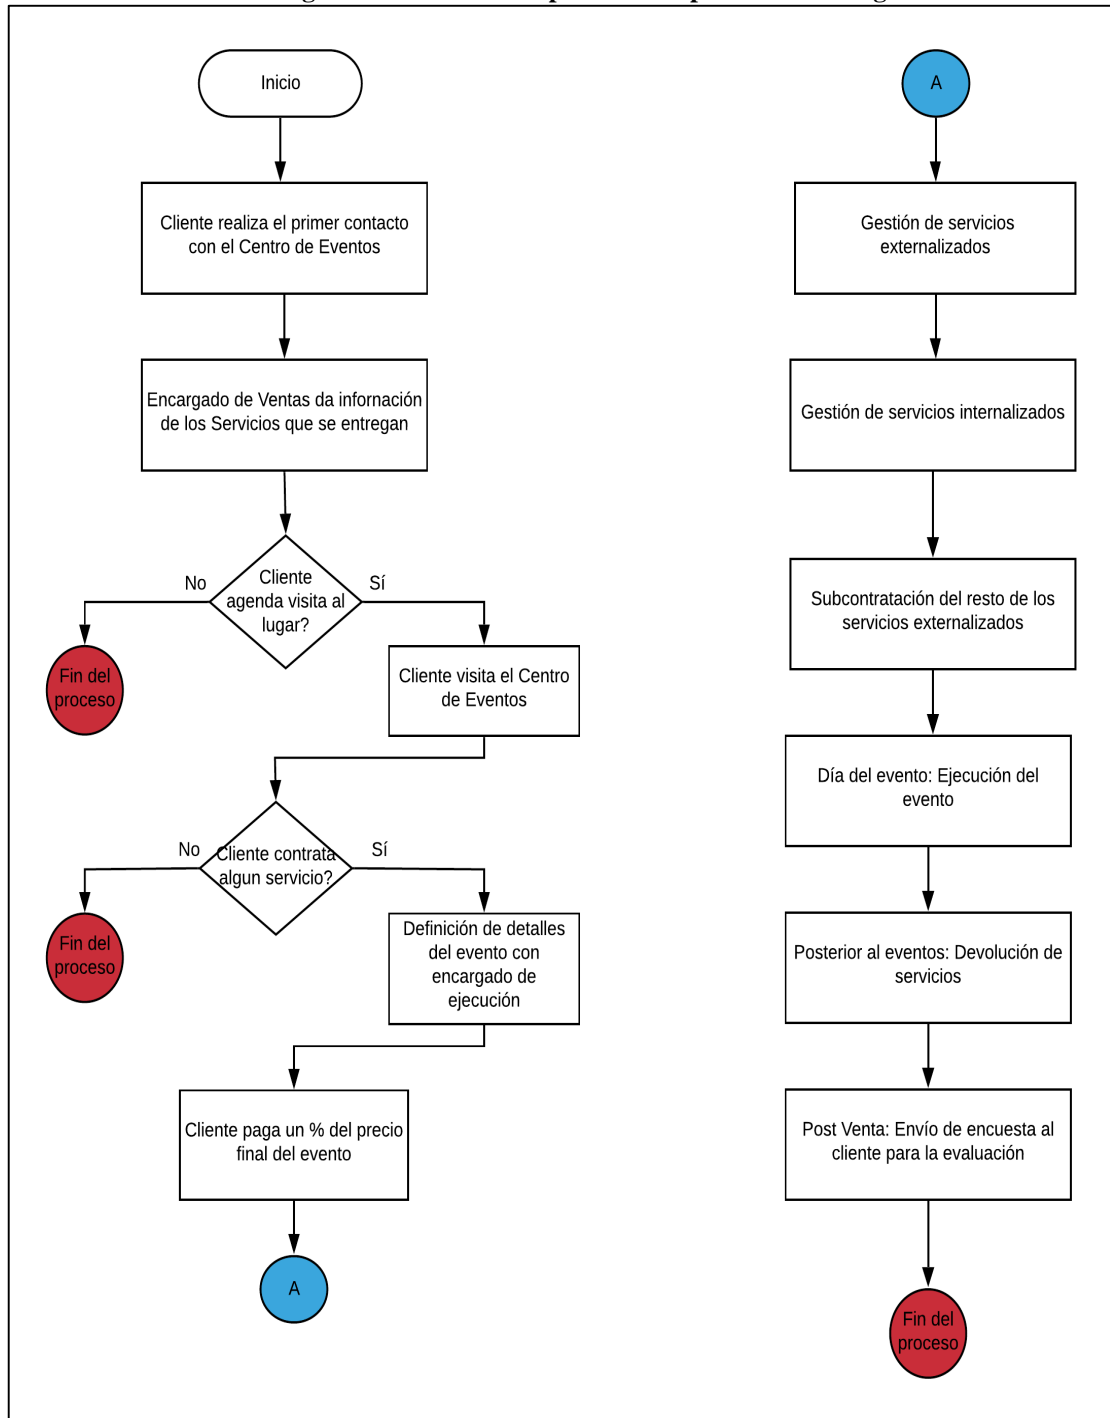 Inicio
Cliente realiza el primer contacto
con el Centro de Eventos
Encargado de Ventas da infornación
de los Servicios que se entregan
Cliente
agenda visita al
lugar?
No
Sí
Fin del
proceso
Cliente visita el Centro
de Eventos
Cliente contrata
algun servicio?
No
Sí
Fin del
proceso
Definición de detalles
del evento con
encargado de
ejecución
Cliente paga un % del precio
final del evento
A
A
Gestión de servicios
externalizados
Gestión de servicios internalizados
Subcontratación del resto de los
servicios externalizados
Día del evento: Ejecución del
evento
Posterior al eventos: Devolución de
servicios
Post Venta: Envío de encuesta al
cliente para la evaluación
Fin del
proceso